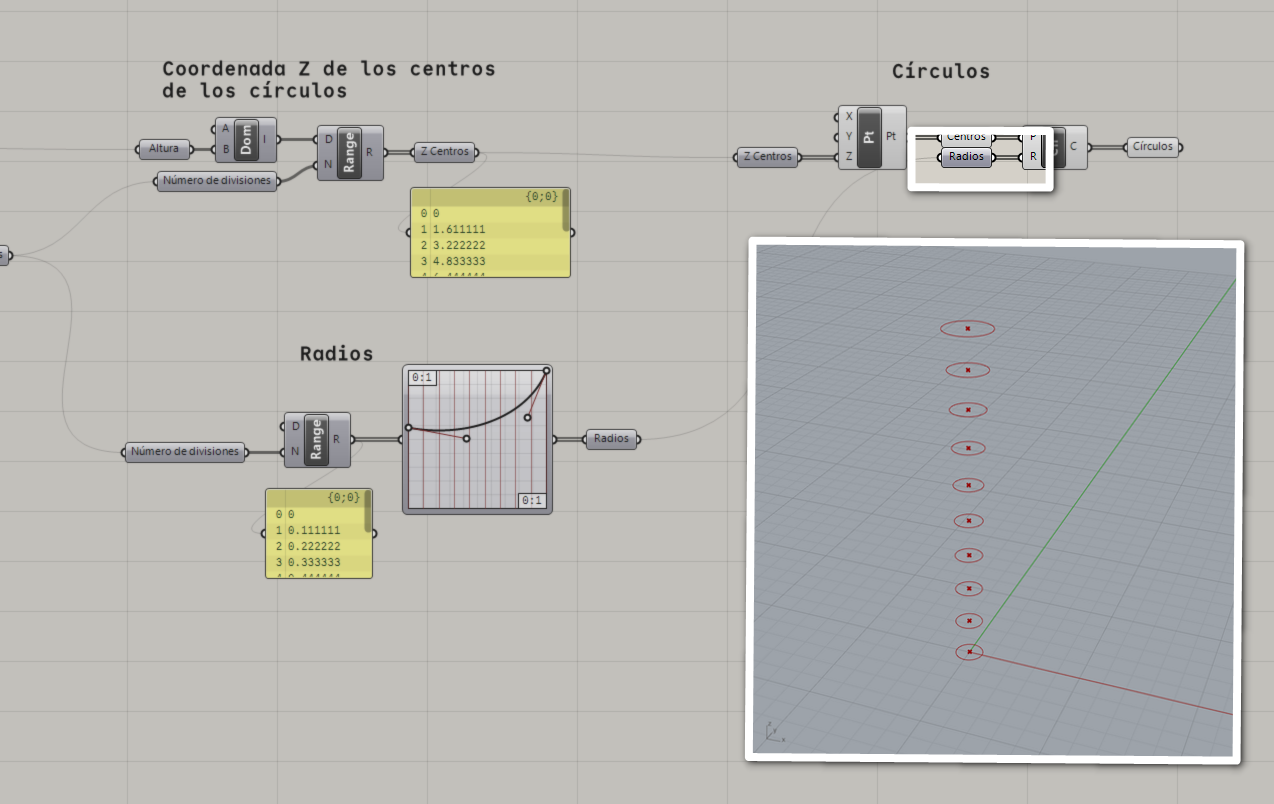 Coordenada Z de los centros
de los círculos
Círculos
Altura
A
B
Dom
I
D
N
Range
R
Z Centros
Número de divisiones
{0;0}
0 0
1 1.611111
2 3.222222
3 4.833333
Z Centros
X
Y
Z
Pt
Pt
Centros
Radios
P
R
C
Círculos
Radios
D
N
Range
R
0:1
0:1
Radios
Número de divisiones
{0;0}
0 0
1 0.111111
2 0.222222
3 0.333333
z
y
x